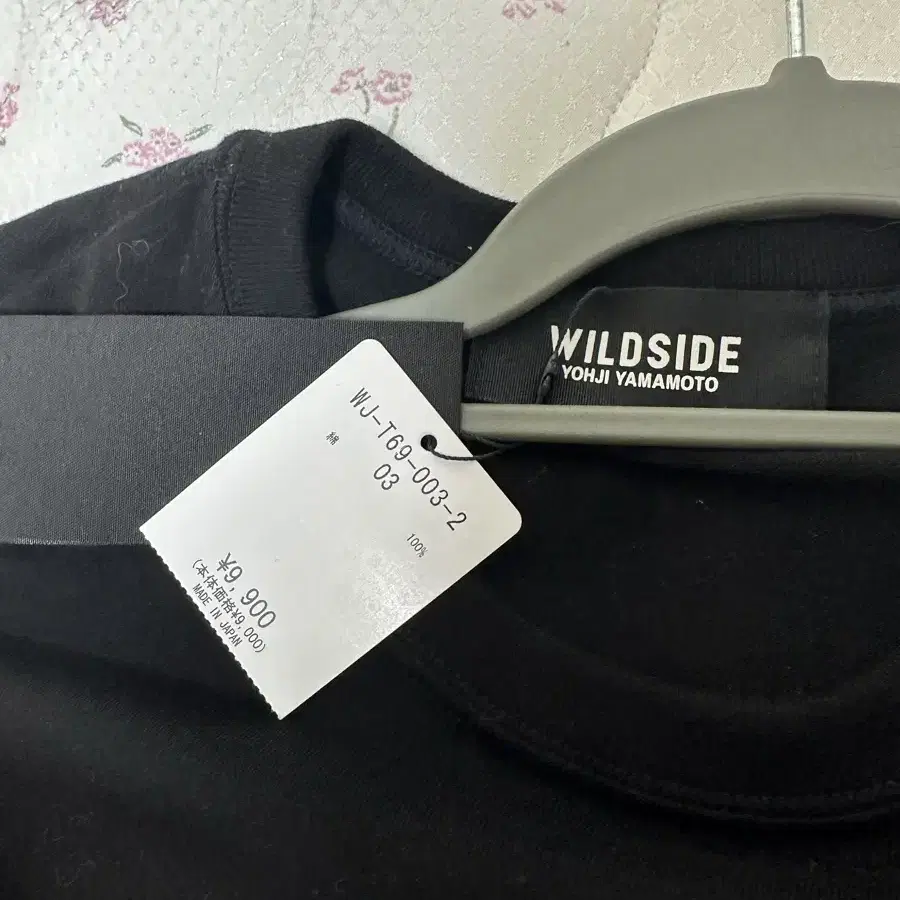 WILDSIDE
YOHJI YAMAMOTO
WJ-T69-003-2
03
綿
100%
¥9,900
(本体価格¥9,000)
MADE IN JAPAN